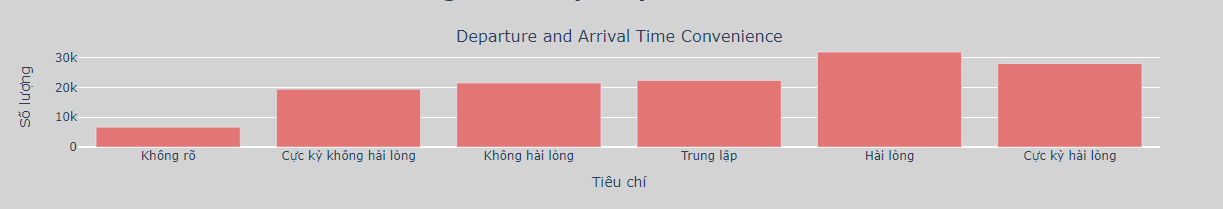 Departure and Arrival Time Convenience
Số lượng
30k
20k
10k
0
Không rõ
Cực kỳ không hài lòng
Không hài lòng
Trung lập
Hài lòng
Cực kỳ hài lòng
Tiêu chí